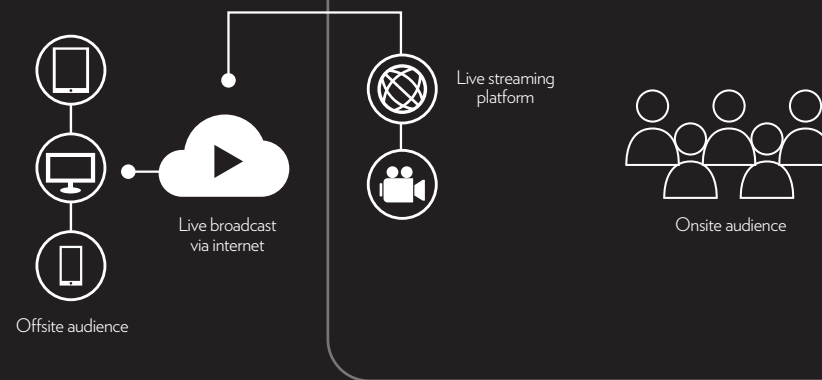 Live streaming
platform
Live broadcast
via internet
Onsite audience
Offsite audience